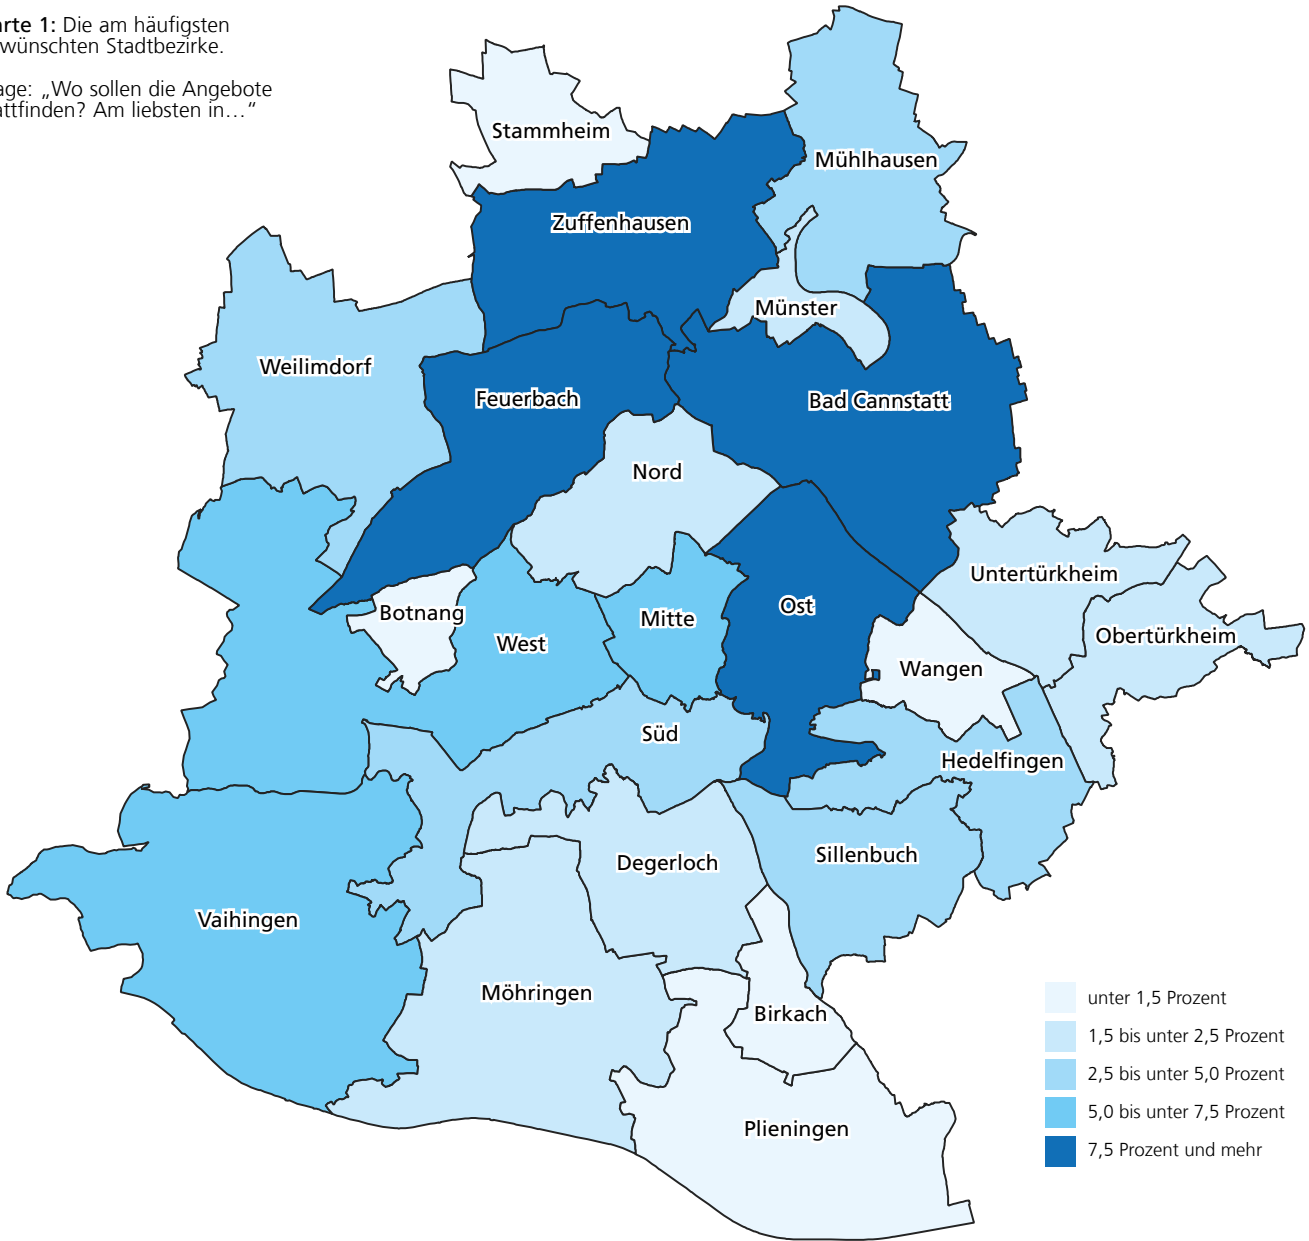 arte 1: Die am häufigsten
wünschten Stadtbezirke.
age: „Wo sollen die Angebote
attfinden? Am liebsten in…“
Stammheim
Mühlhausen
Zuffenhausen
Münster
Weilimdorf
Feuerbach
Bad Cannstatt
Nord
Untertürkheim
Ost
Botnang
Mitte
Obertürkheim
West
Wangen
Süd
Hedelfingen
Sillenbuch
Degerloch
Vaihingen
Möhringen
Birkach
Plieningen
unter 1,5 Prozent
1,5 bis unter 2,5 Prozent
2,5 bis unter 5,0 Prozent
5,0 bis unter 7,5 Prozent
7,5 Prozent und mehr